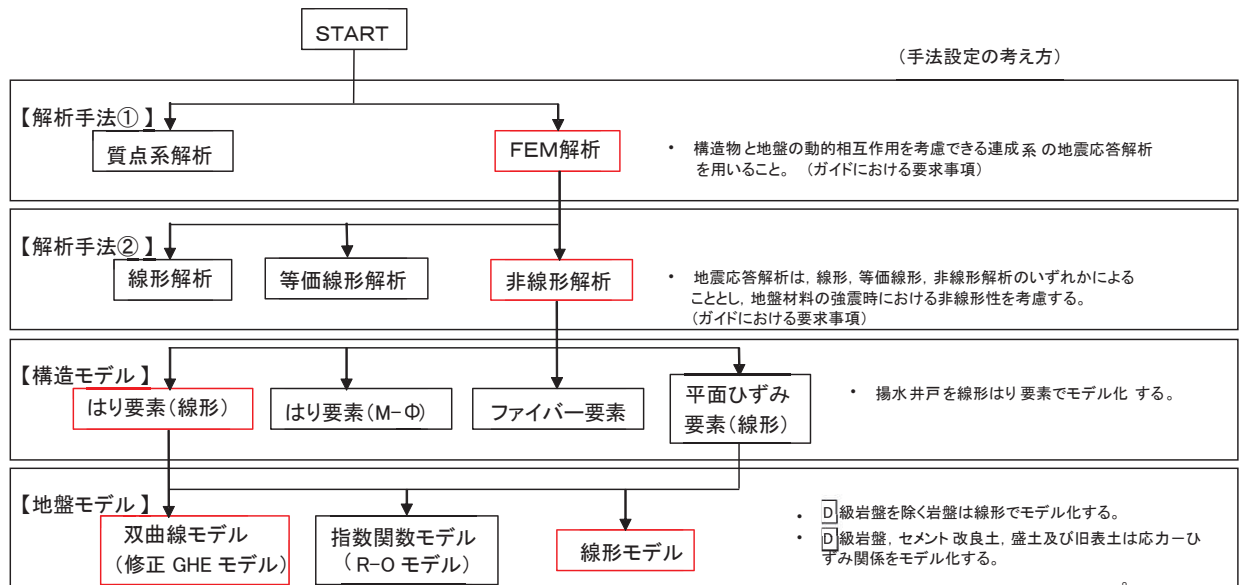 START
(手法設定の考え方)
【解析手法①】
質点系解析
FEM解析
・ 構造物と地盤の動的相互作用を考慮できる連成系の地震応答解析
を用いること。 (ガイドにおける要求事項)
【解析手法②】
線形解析
等価線形解析
非線形解析
・ 地震応答解析は, 線形, 等価線形, 非線形解析のいずれかによる
こととし, 地盤材料の強震時における非線形性を考慮する。
(ガイドにおける要求事項)
【構造モデル】
はり要素(線形)
はり要素(M-Φ)
ファイバー要素
平面ひずみ
要素(線形)
・ 揚水井戸を線形はり要素でモデル化する。
【地盤モデル】
双曲線モデル
(修正 GHE モデル)
指数関数モデル
(R-O モデル)
線形モデル
・ D級岩盤を除く岩盤は線形でモデル化する。
・ D級岩盤, セメント改良土, 盛土及び旧表土は応力ーひ
ずみ関係をモデル化する。